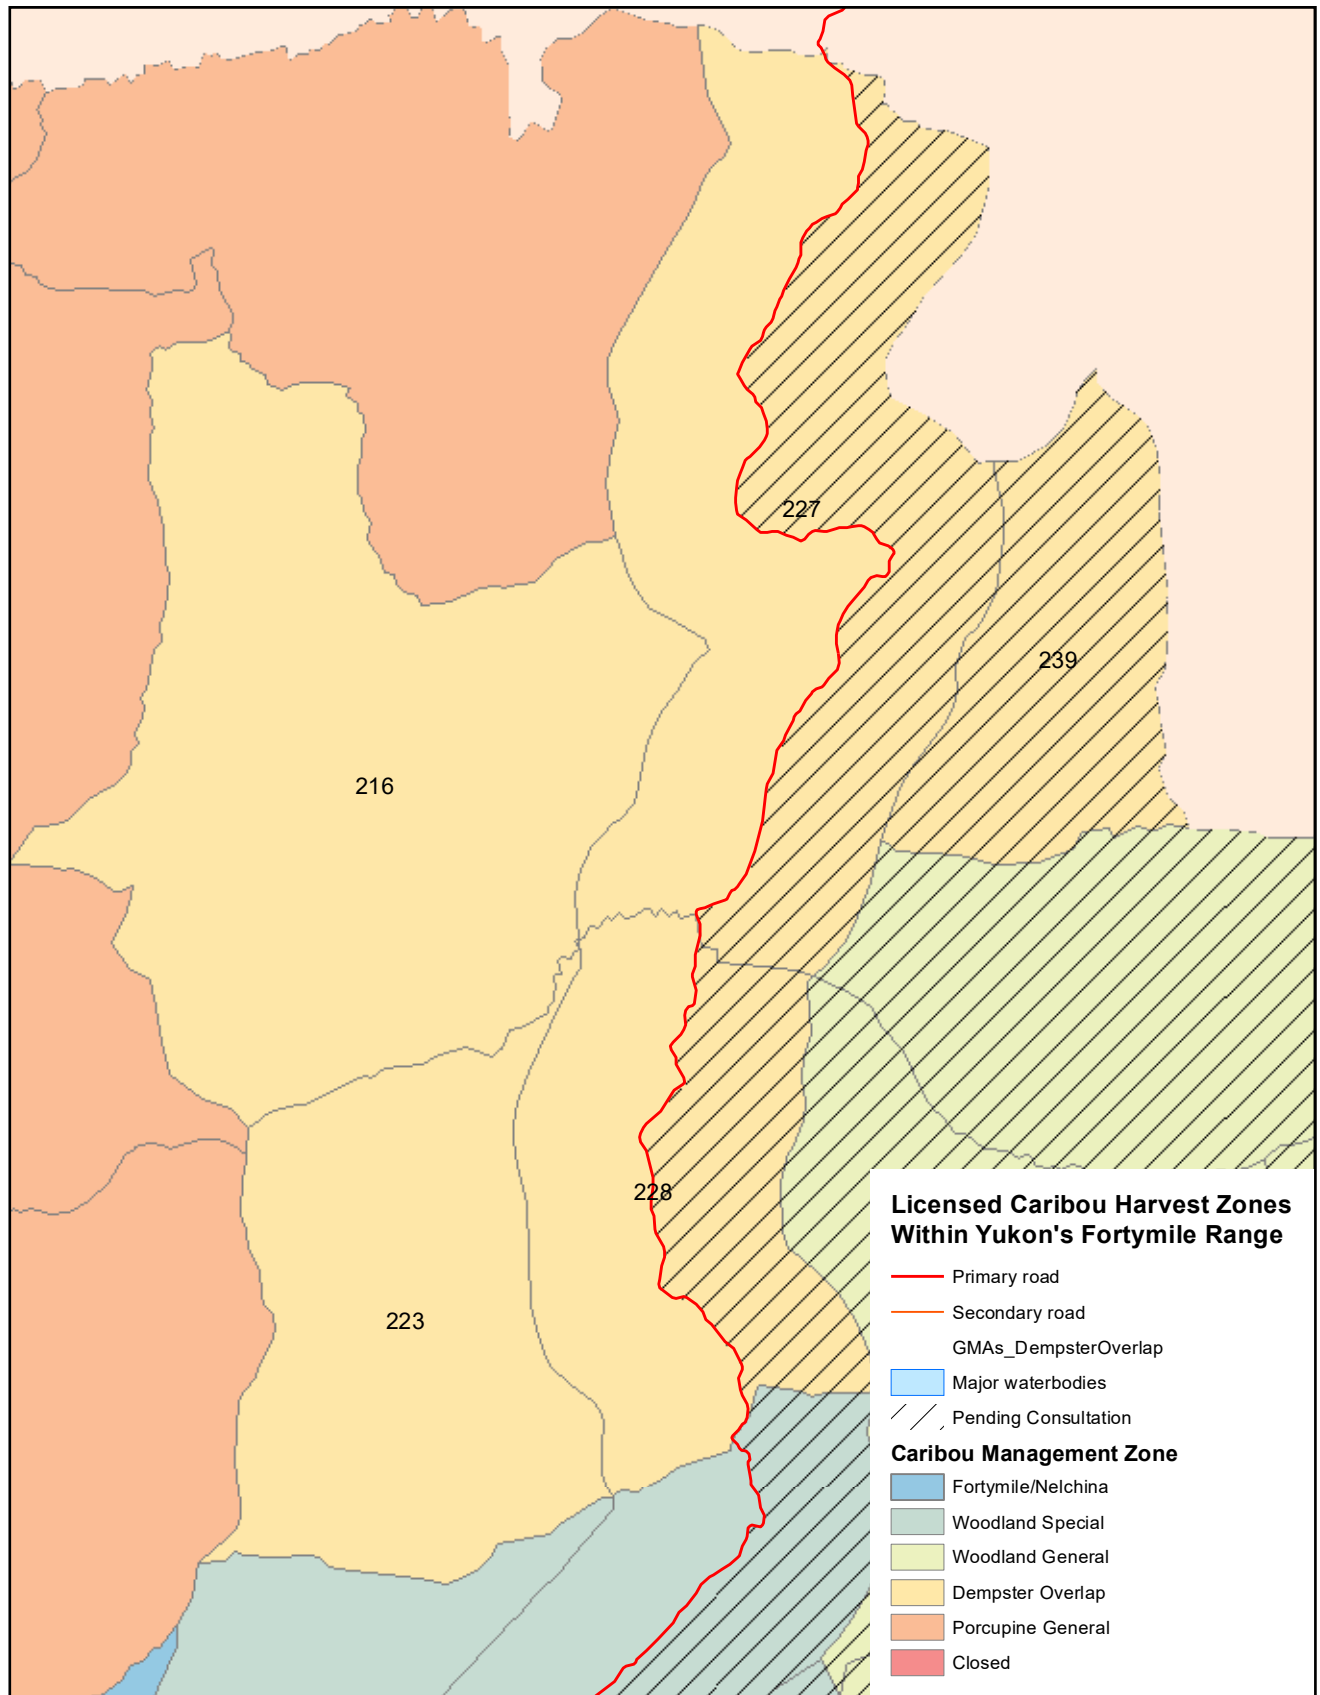 227
239
216
228
223
Licensed Caribou Harvest Zones
Within Yukon's Fortymile Range
Primary road
Secondary road
GMAs_DempsterOverlap
Major waterbodies
Pending Consultation
Caribou Management Zone
Fortymile/Nelchina
Woodland Special
Woodland General
Dempster Overlap
Porcupine General
Closed